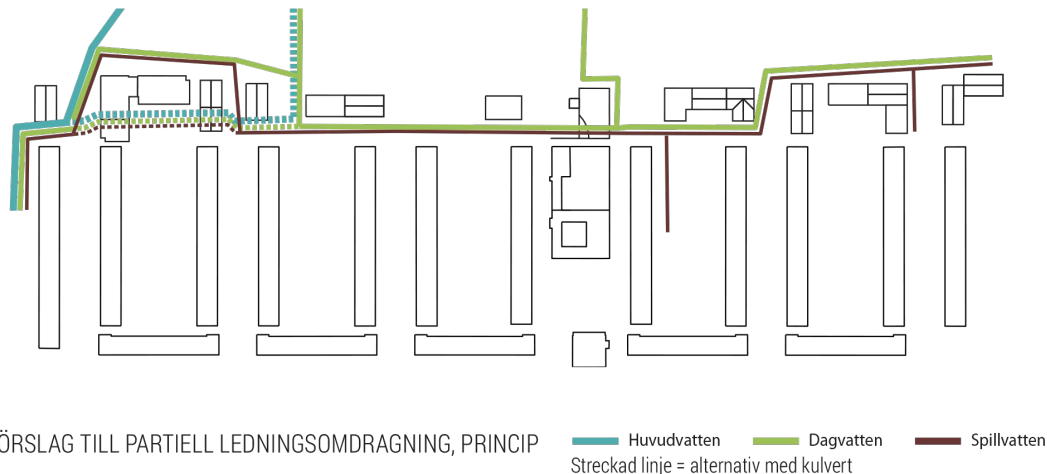 ÖRSLAG TILL PARTIELL LEDNINGSOMDRAGNING, PRINCIP
Huvudvatten
Dagvatten
Spillvatten
Streckad linje = alternativ med kulvert